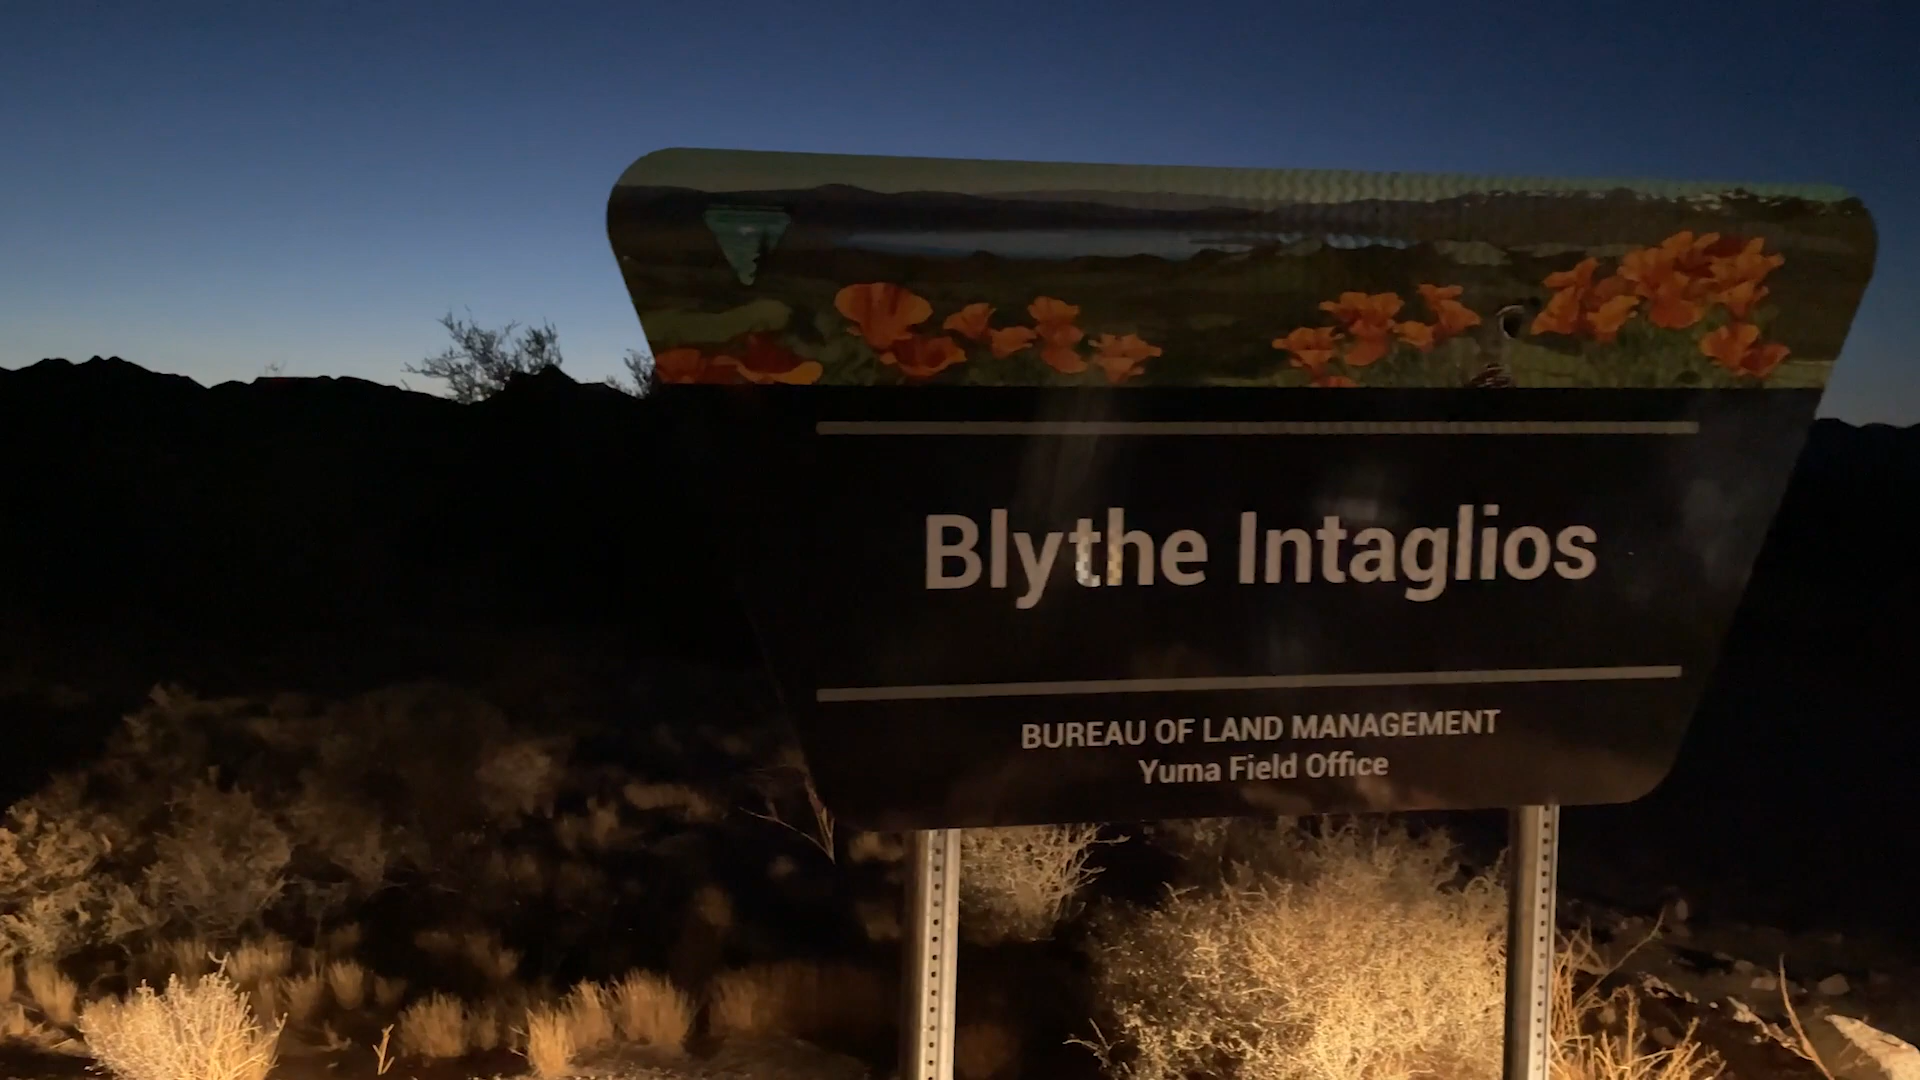 Blythe Intaglios
BUREAU OF LAND MANAGEMENT
Yuma Field Office